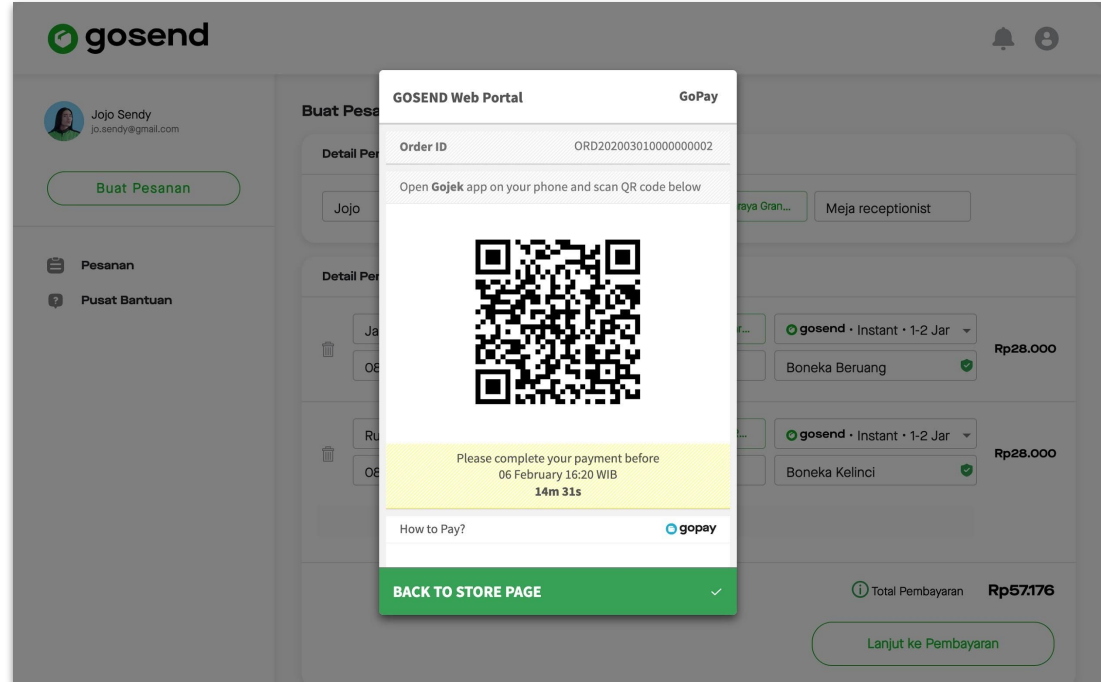 gosend
Jojo Sendy
jo.sendy@gmail.com
Buat Pesanan
Pesanan
Pusat Bantuan
Buat Pesa
Detail Per
Jojo
raya Gran...
Meja receptionist
Detail Per
Ja
r...
gosend • Instant • 1-2 Jar
Rp28.000
08
Boneka Beruang
Ru
gosend • Instant • 1-2 Jar
Rp28.000
08
Boneka Kelinci
Total Pembayaran
Rp57.176
Lanjut ke Pembayaran
GOSEND Web Portal
GoPay
Order ID
ORD202003010000000002
Open Gojek app on your phone and scan QR code below
Please complete your payment before
06 February 16:20 WIB
14m 31s
How to Pay?
gopay
BACK TO STORE PAGE